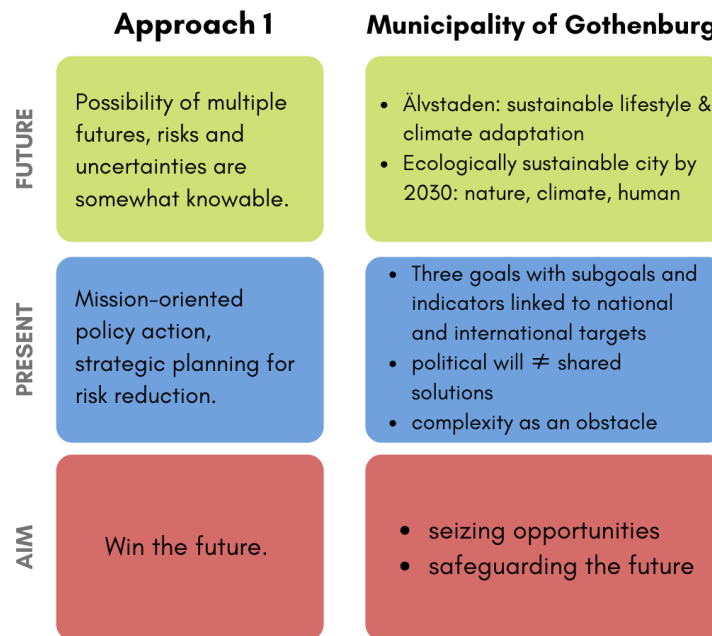 Approach 1
Municipality of Gothenburg
FUTURE
Possibility of multiple
futures, risks and
uncertainties are
somewhat knowable.
• Älvstaden: sustainable lifestyle &
climate adaptation
• Ecologically sustainable city by
2030: nature, climate, human
PRESENT
Mission-oriented
policy action,
strategic planning for
risk reduction.
• Three goals with subgoals and
indicators linked to national
and international targets
• political will ≠ shared
solutions
• complexity as an obstacle
AIM
Win the future.
• seizing opportunities
• safeguarding the future